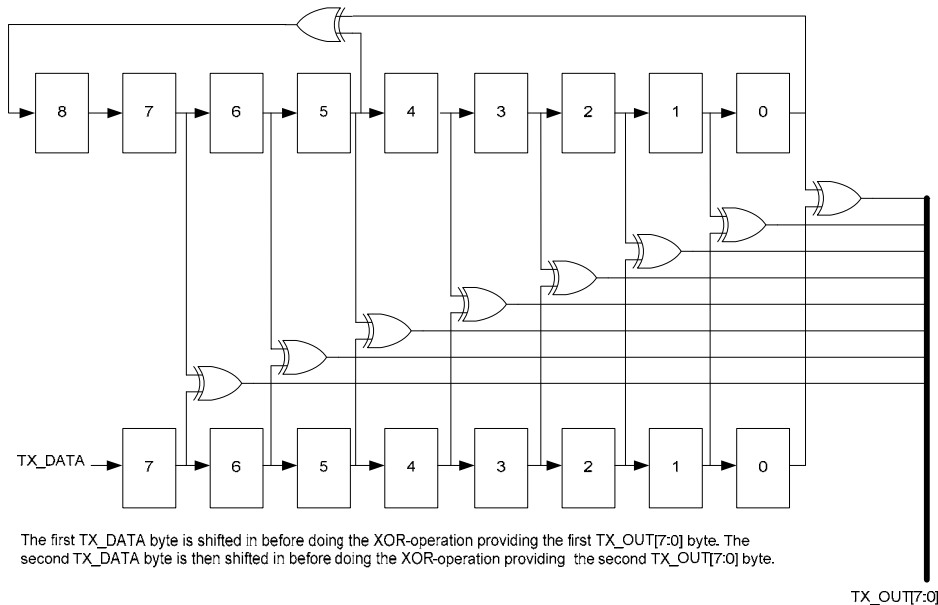 8 7 6 5 4 3 2 1 0
TX_DATA 7 6 5 4 3 2 1 0
The first TX_DATA byte is shifted in before doing the XOR-operation providing the first TX_OUT[7:0] byte. The
second TX_DATA byte is then shifted in before doing the XOR-operation providing the second TX_OUT[7:0] byte.
TX_OUT[7:0]